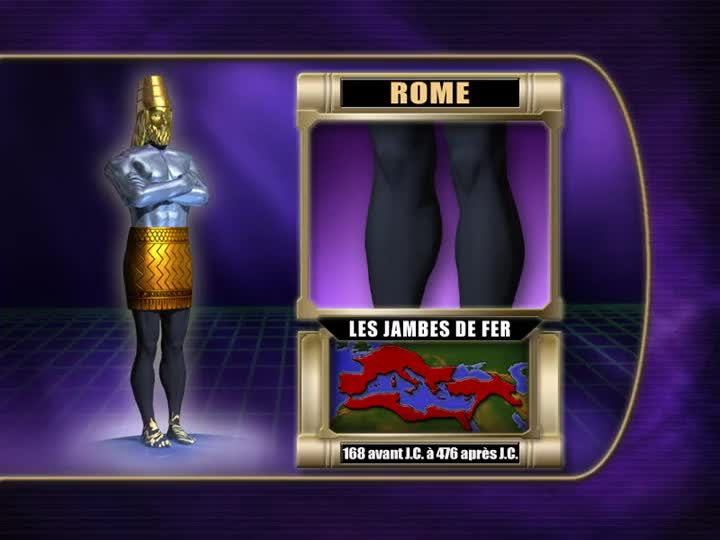 ROME
LES JAMBES DE FER
168 avant J.C. à 476 après J.C.